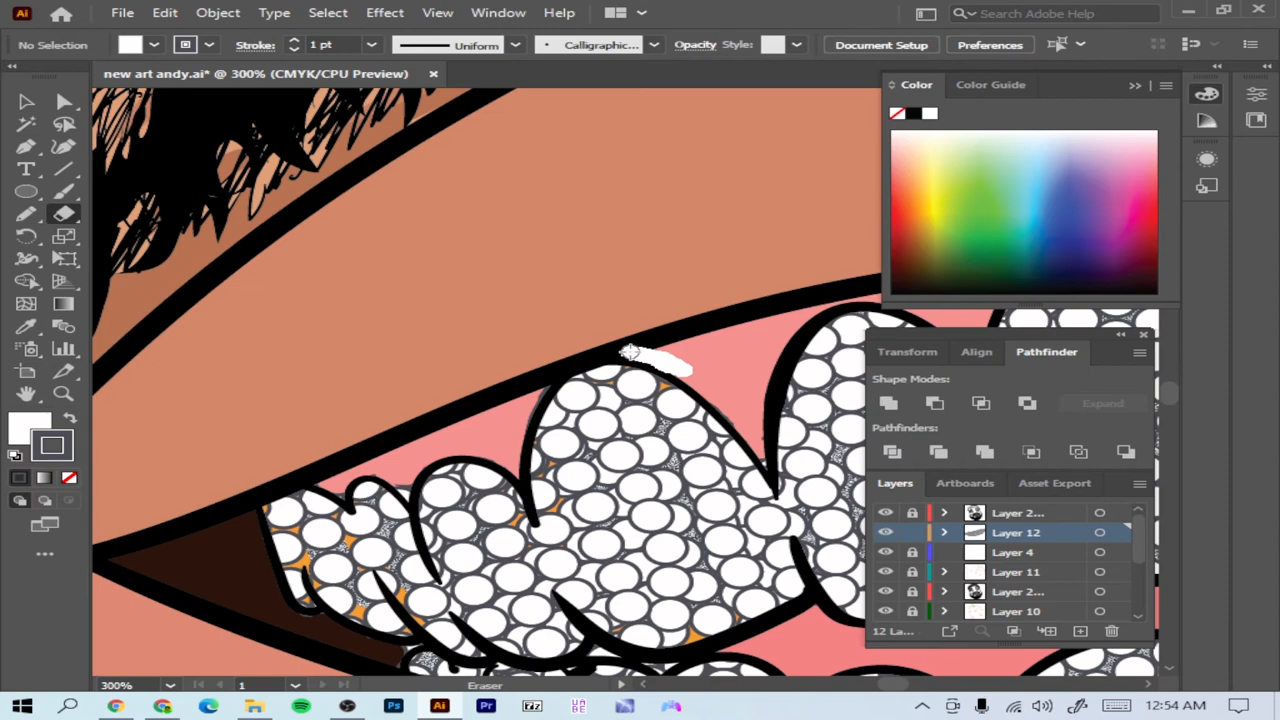 Ai File Edit Object Type Select Effect View Window Help Search Adobe Help
No Selection Stroke: 1 pt Uniform Calligraphic... Opacity Style: Document Setup Preferences
new art andy.ai* @ 300% (CMYK/CPU Preview)
Color Color Guide
Transform Align Pathfinder
Shape Modes:
Expand
Pathfinders:
Layers Artboards Asset Export
Layer 2...
Layer 12
Layer 4
Layer 11
Layer 2...
Layer 10
12 La...
300% 1 Eraser
Ps Ai Pr 12:54 AM